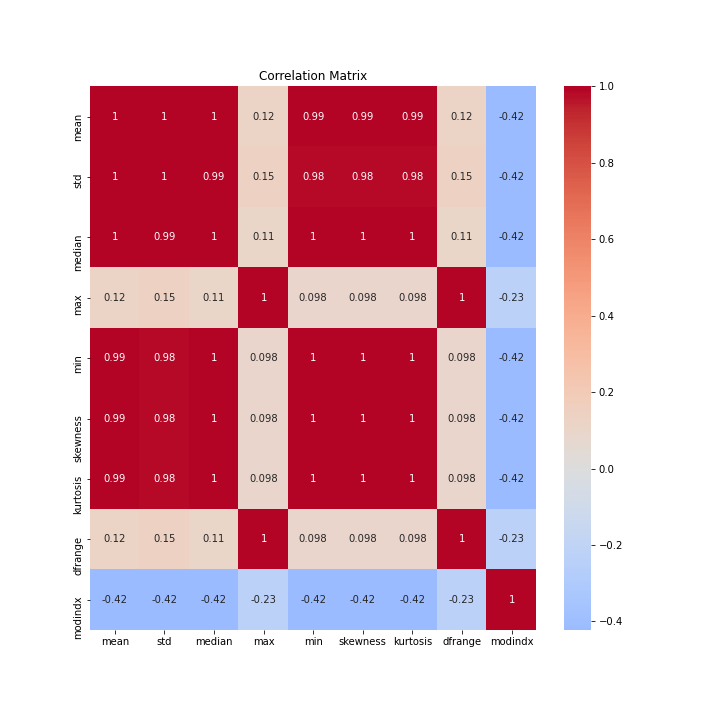 Correlation Matrix
mean 1 1 1 0.12 0.99 0.99 0.99 0.12 -0.42
std 1 1 0.99 0.15 0.98 0.98 0.98 0.15 -0.42
median 1 0.99 1 0.11 1 1 1 0.11 -0.42
max 0.12 0.15 0.11 1 0.098 0.098 0.098 1 -0.23
min 0.99 0.98 1 0.098 1 1 1 0.098 -0.42
skewness 0.99 0.98 1 0.098 1 1 1 0.098 -0.42
kurtosis 0.99 0.98 1 0.098 1 1 1 0.098 -0.42
dfrange 0.12 0.15 0.11 1 0.098 0.098 0.098 1 -0.23
modindx -0.42 -0.42 -0.42 -0.23 -0.42 -0.42 -0.42 -0.23 1
mean std median max min skewness kurtosis dfrange modindx
1.0
0.8
0.6
0.4
0.2
0.0
−0.2
−0.4